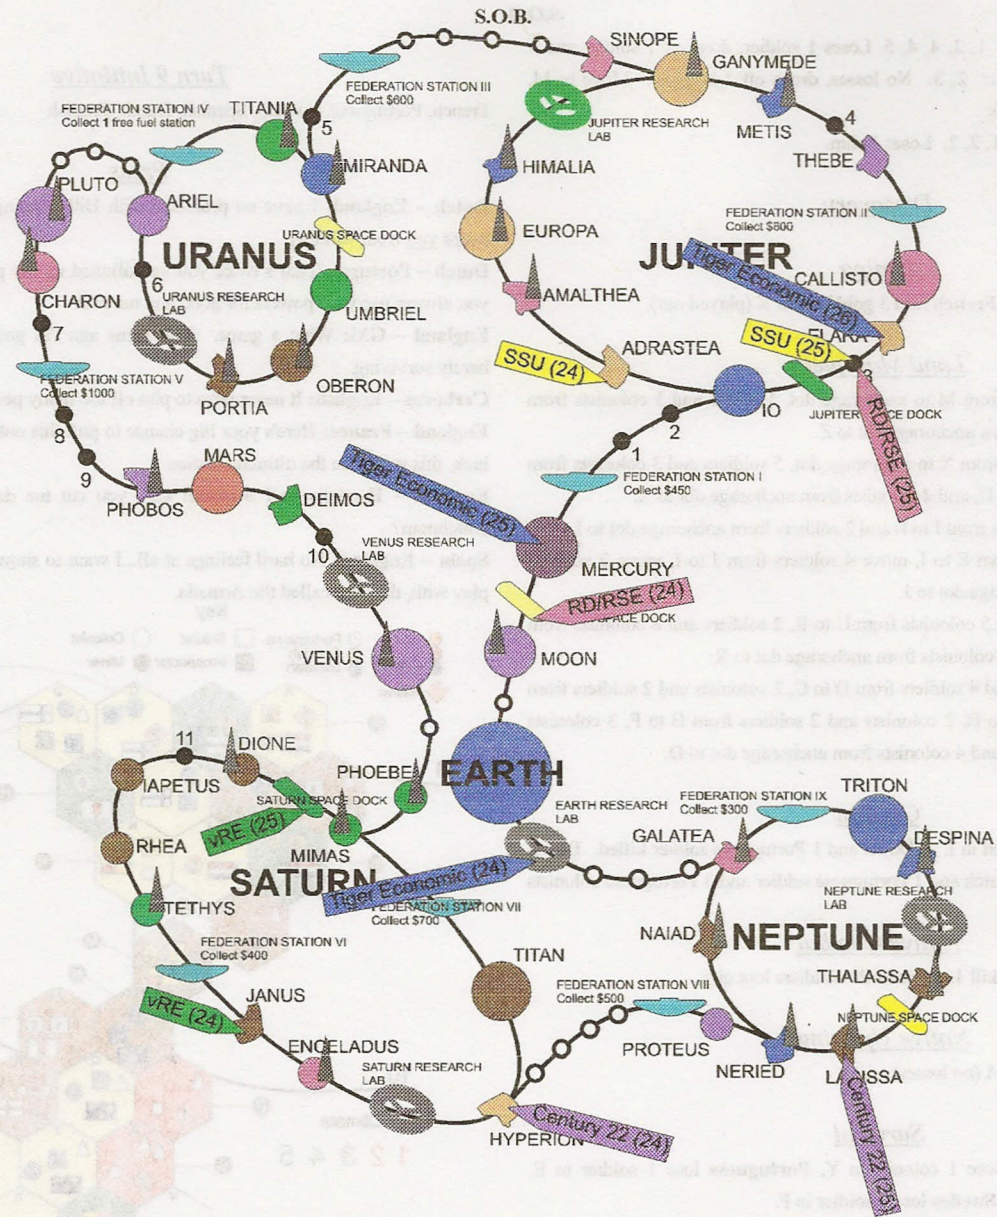 S.O.B.
SINOPE
GANYMEDE
FEDERATION STATION III
Collect $600
FEDERATION STATION IV
Collect 1 free fuel station
TITANIA
5
JUPITER RESEARCH
LAB
METIS
4
THEBE
MIRANDA
HIMALIA
PLUTO
ARIEL
FEDERATION STATION II
Collect $800
URANUS SPACE DOCK
EUROPA
URANUS
JUPITER
Tiger Economic (26)
CALLISTO
6
URANUS RESEARCH
LAB
CHARON
AMALTHEA
UMBRIEL
7
ELARA
SSU (25)
SSU (24)
ADRASTEA
3
FEDERATION STATION V
Collect $1000
OBERON
PORTIA
IO
JUPITER SPACE DOCK
RD/RSE (25)
8
2
1
MARS
9
Tiger Economic (25)
FEDERATION STATION I
Collect $450
PHOBOS
DEIMOS
10
VENUS RESEARCH
LAB
MERCURY
RD/RSE (24)
SPACE DOCK
VENUS
MOON
11
DIONE
PHOEBE
EARTH
IAPETUS
SATURN SPACE DOCK
vRE (25)
EARTH RESEARCH
LAB
FEDERATION STATION IX
Collect $300
TRITON
GALATEA
DESPINA
RHEA
MIMAS
SATURN
Tiger Economic (24)
NEPTUNE RESEARCH
LAB
TETHYS
FEDERATION STATION VII
Collect $700
NAIAD
NEPTUNE
FEDERATION STATION VI
Collect $400
TITAN
THALASSA
JANUS
vRE (24)
FEDERATION STATION VIII
Collect $500
NEPTUNE SPACE DOCK
PROTEUS
ENCELADUS
SATURN RESEARCH
LAB
NERIED
LARISSA
HYPERION
Century 22 (24)
Century 22 (25)